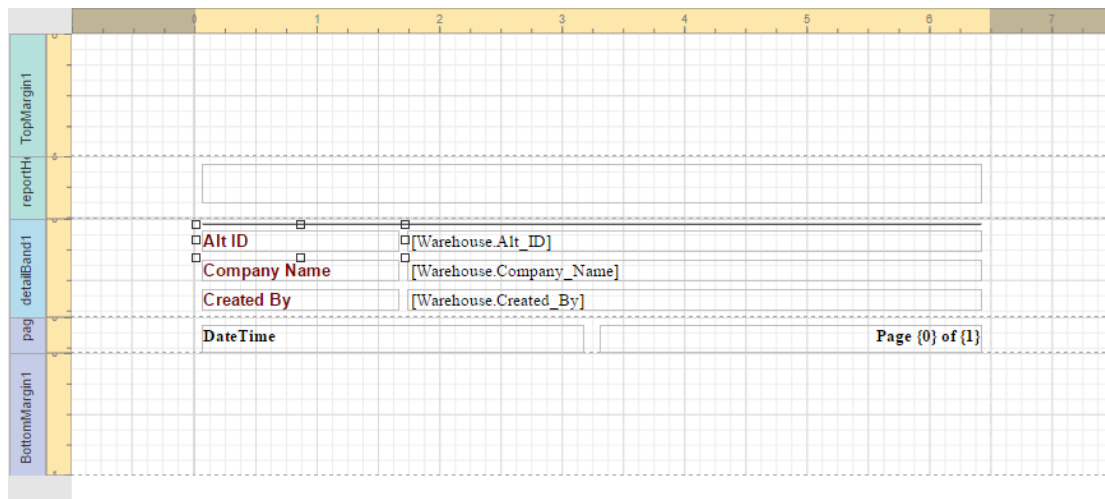 0 1 2 3 4 5 6 7
TopMargin1
reportHe
detailBand1
Alt ID [Warehouse.Alt_ID]
Company Name [Warehouse.Company_Name]
Created By [Warehouse.Created_By]
pag
DateTime Page {0} of {1}
BottomMargin1